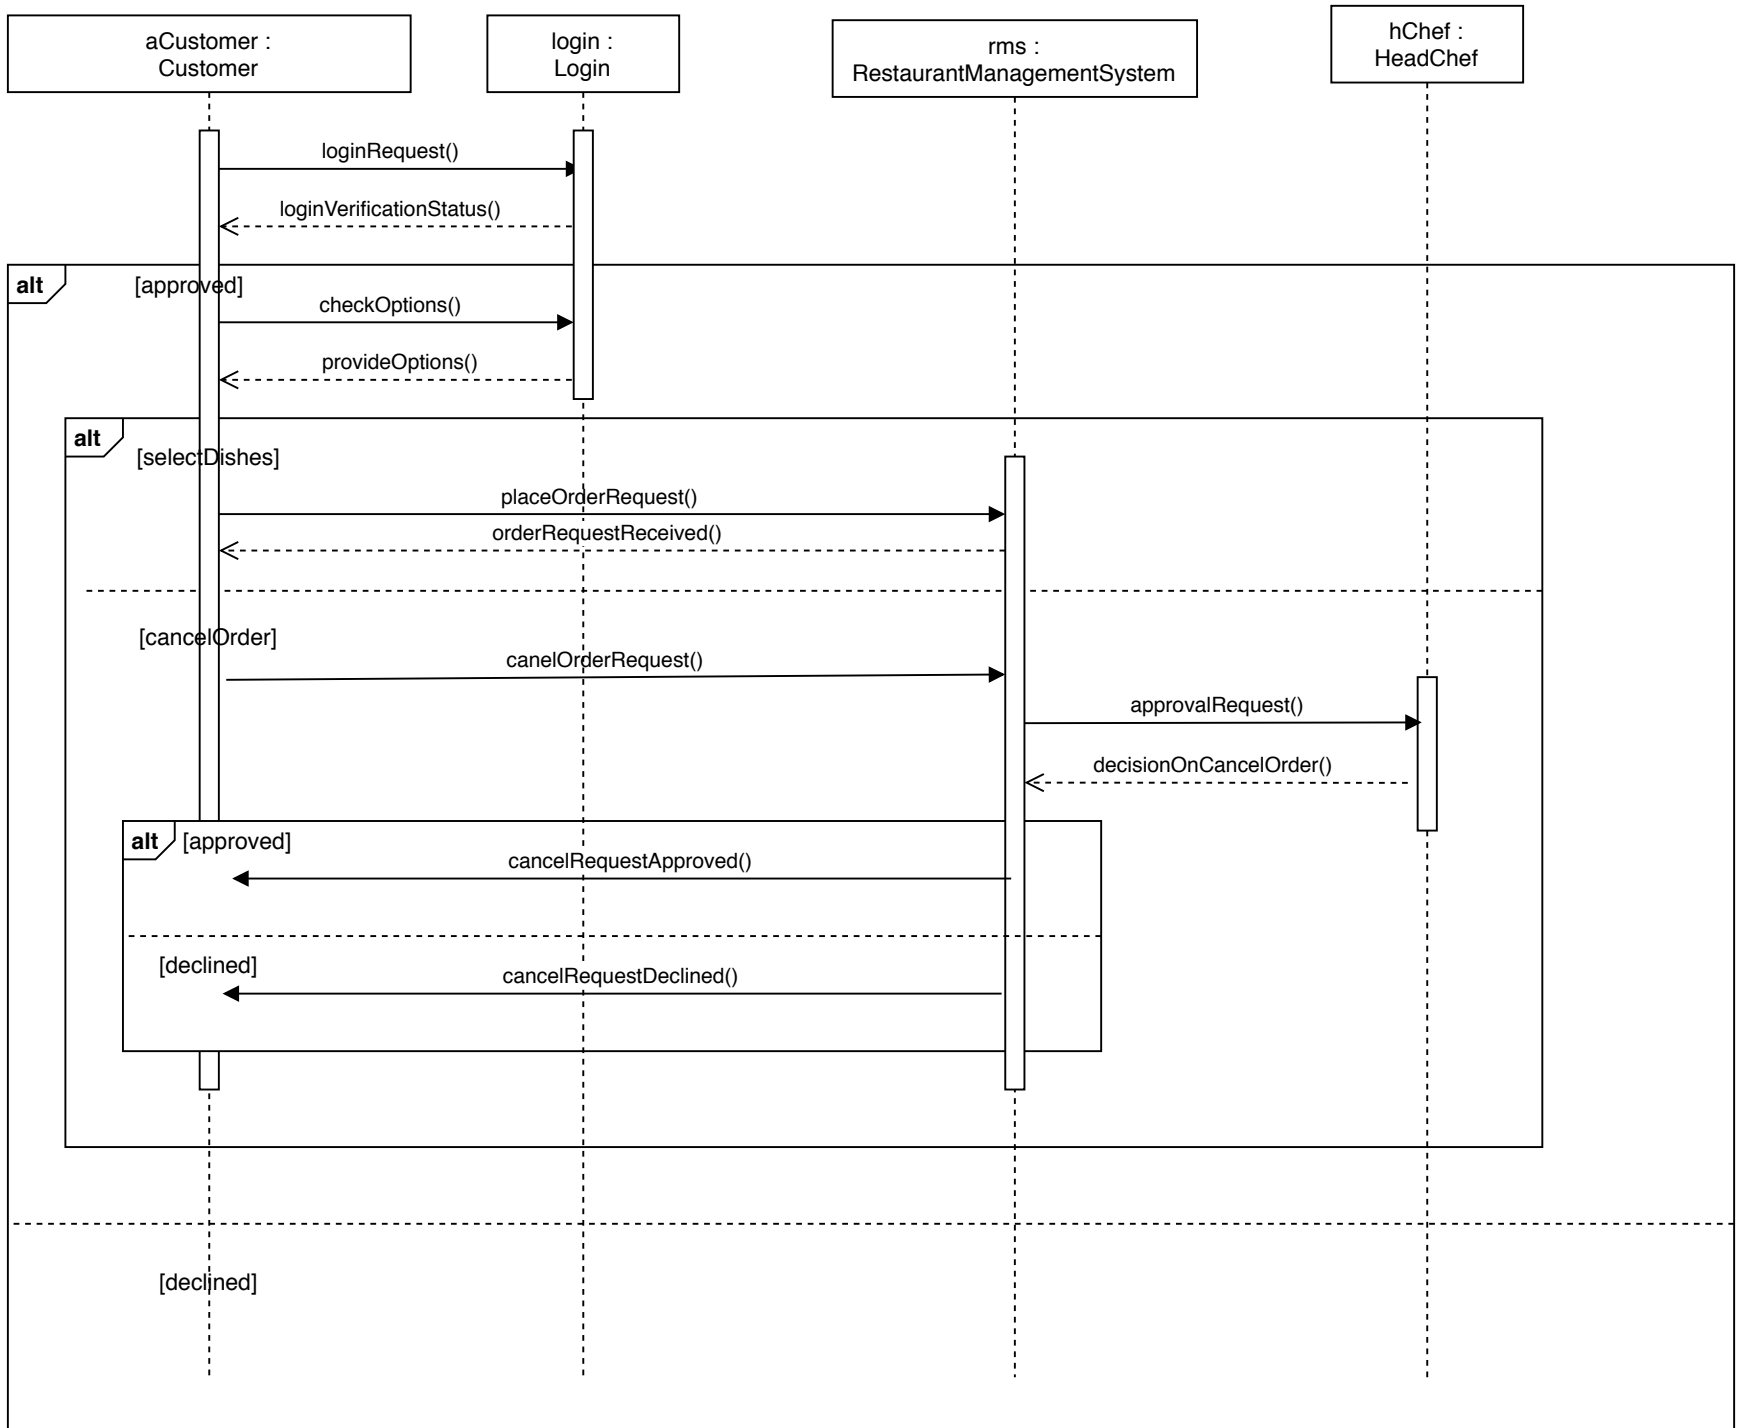 aCustomer :
Customer
login :
Login
rms :
RestaurantManagementSystem
hChef :
HeadChef
loginRequest()
loginVerificationStatus()
alt
[approved]
checkOptions()
provideOptions()
alt
[selectDishes]
placeOrderRequest()
orderRequestReceived()
[cancelOrder]
canelOrderRequest()
approvalRequest()
decisionOnCancelOrder()
alt
[approved]
cancelRequestApproved()
[declined]
cancelRequestDeclined()
[declined]